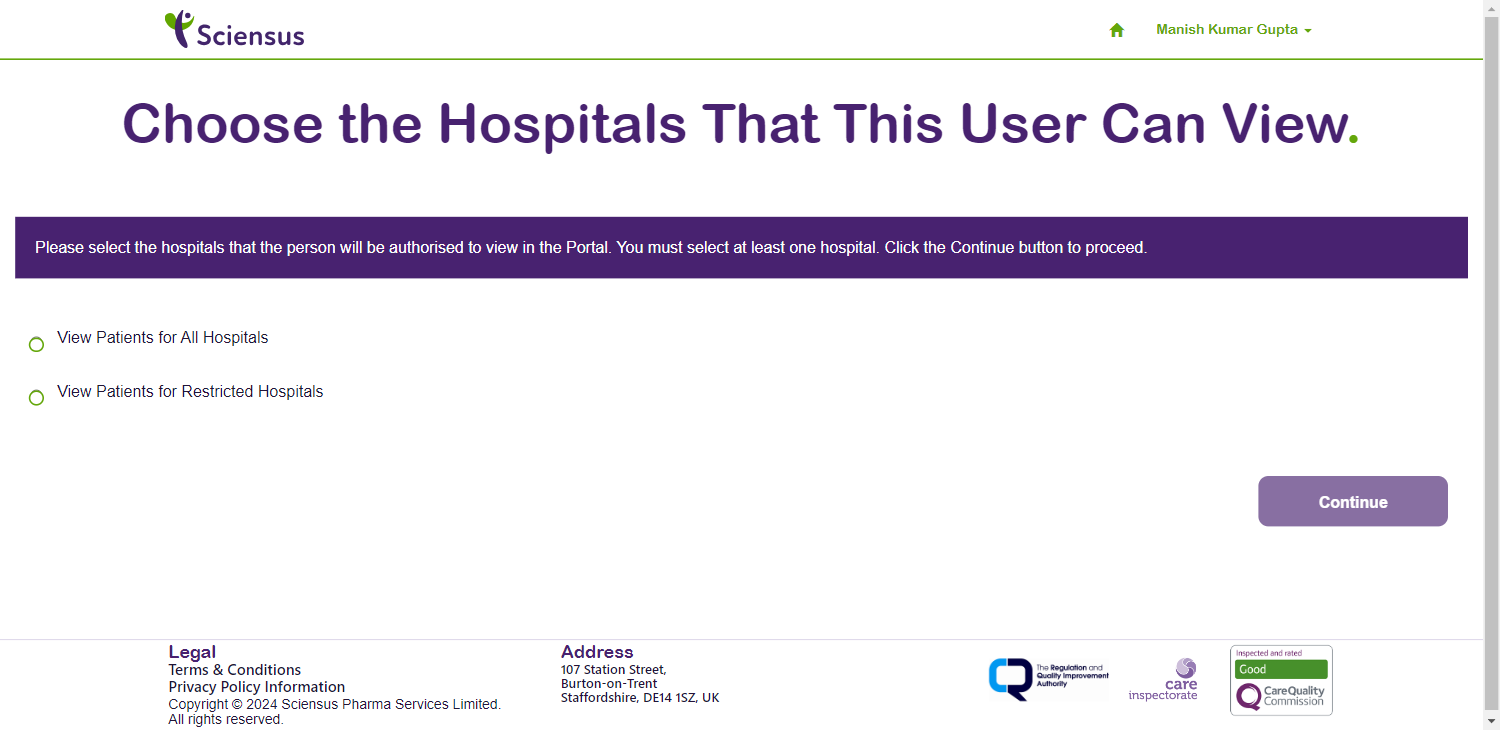 Sciensus
Manish Kumar Gupta
Choose the Hospitals That This User Can View.
Please select the hospitals that the person will be authorised to view in the Portal. You must select at least one hospital. Click the Continue button to proceed.
View Patients for All Hospitals
View Patients for Restricted Hospitals
Continue
Legal
Terms & Conditions
Privacy Policy Information
Copyright © 2024 Sciensus Pharma Services Limited.
All rights reserved.
Address
107 Station Street,
Burton-on-Trent
Staffordshire, DE14 1SZ, UK
The Regulation and
Quality Improvement
Authority
care
inspectorate
Inspected and rated
Good
CareQuality
Commission